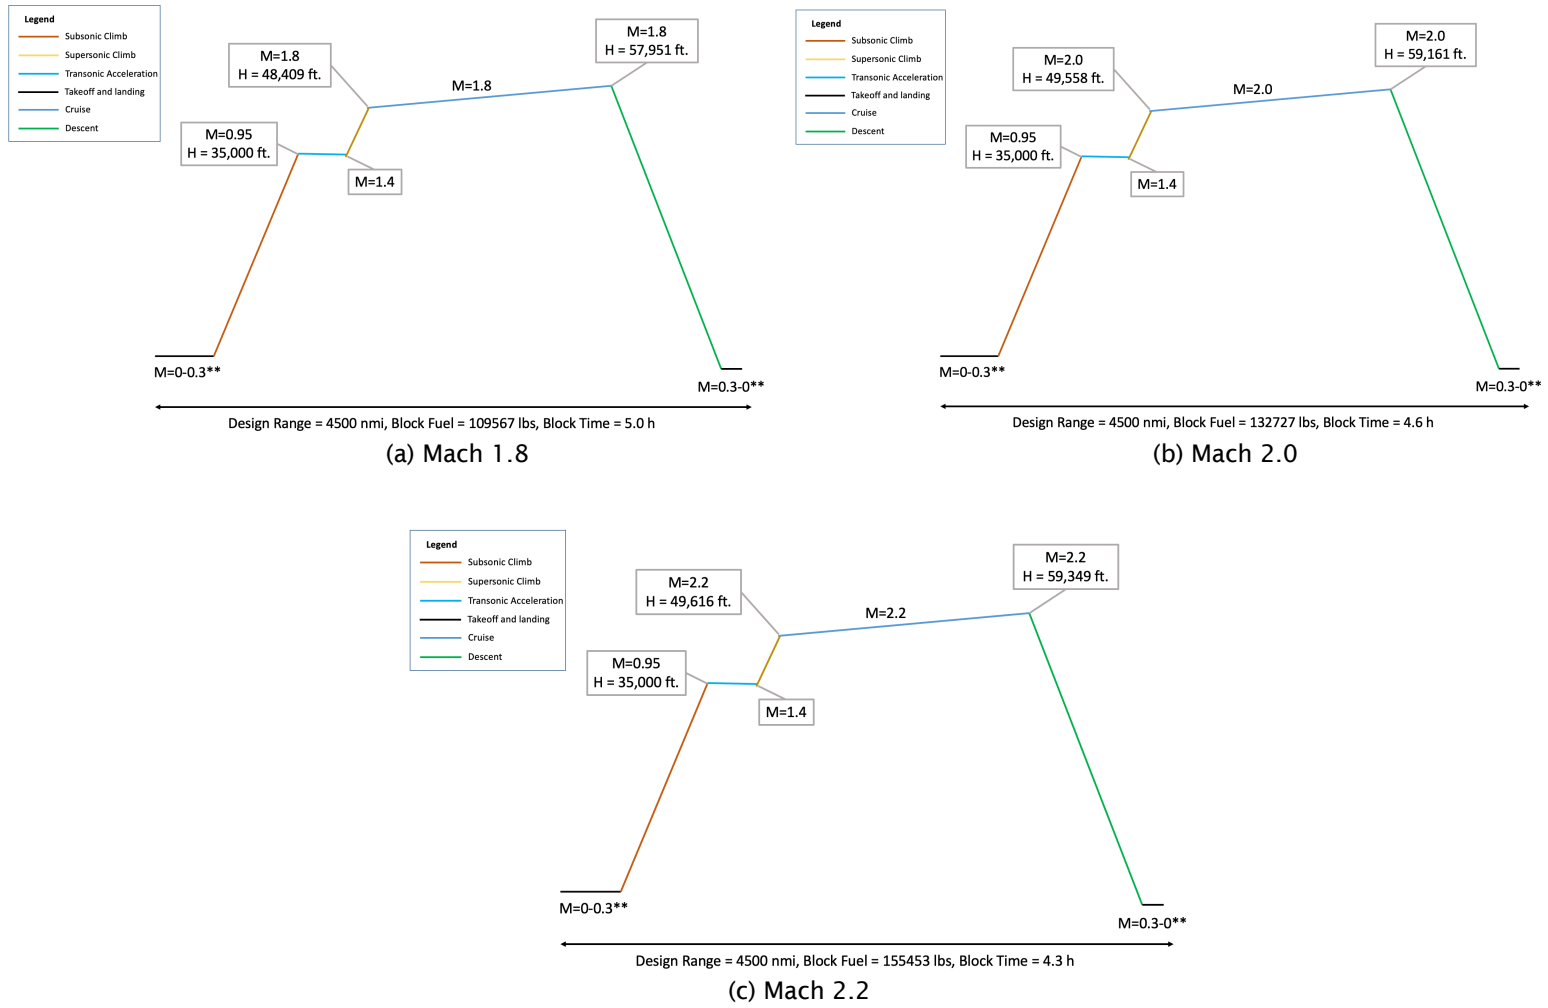 Legend
Subsonic Climb
Supersonic Climb
Transonic Acceleration
Takeoff and landing
Cruise
Descent
M=1.8
H = 48,409 ft.
M=1.8
H = 57,951 ft.
M=1.8
M=0.95
H = 35,000 ft.
M=1.4
M=0-0.3**
M=0.3-0**
Design Range = 4500 nmi, Block Fuel = 109567 lbs, Block Time = 5.0 h
(a) Mach 1.8
Legend
Subsonic Climb
Supersonic Climb
Transonic Acceleration
Takeoff and landing
Cruise
Descent
M=2.0
H = 49,558 ft.
M=2.0
H = 59,161 ft.
M=2.0
M=0.95
H = 35,000 ft.
M=1.4
M=0-0.3**
M=0.3-0**
Design Range = 4500 nmi, Block Fuel = 132727 lbs, Block Time = 4.6 h
(b) Mach 2.0
Legend
Subsonic Climb
Supersonic Climb
Transonic Acceleration
Takeoff and landing
Cruise
Descent
M=2.2
H = 49,616 ft.
M=2.2
H = 59,349 ft.
M=2.2
M=0.95
H = 35,000 ft.
M=1.4
M=0-0.3**
M=0.3-0**
Design Range = 4500 nmi, Block Fuel = 155453 lbs, Block Time = 4.3 h
(c) Mach 2.2